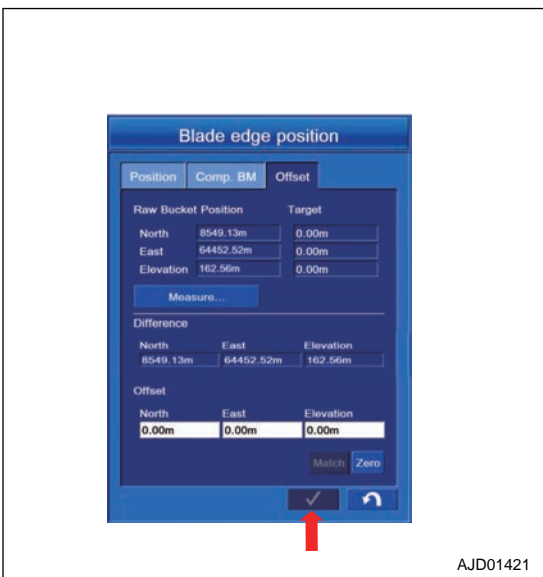 Blade edge position
Position Comp. BM Offset
Raw Bucket Position Target
North 8549.13m 0.00m
East 64452.52m 0.00m
Elevation 162.56m 0.00m
Measure...
Difference
North East Elevation
8549.13m 64452.52m 162.56m
Offset
North East Elevation
0.00m 0.00m 0.00m
Match Zero
AJD01421